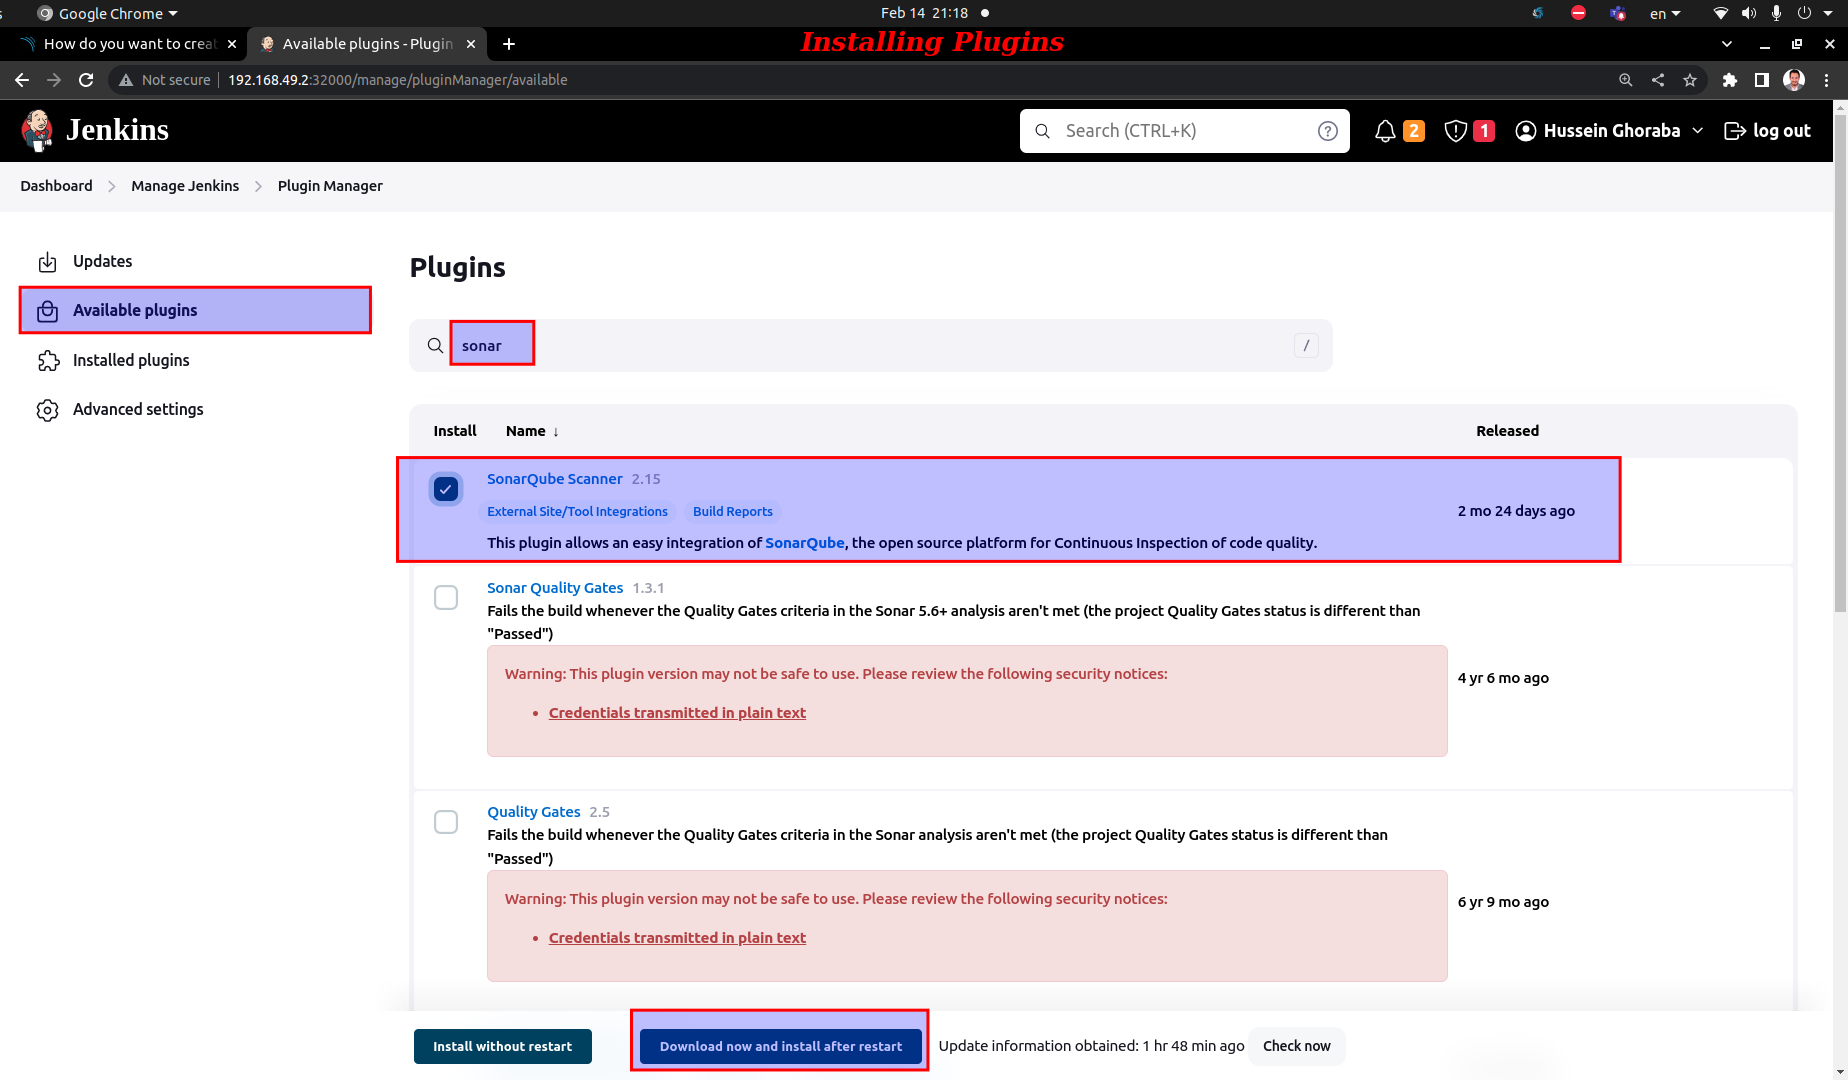 Google Chrome
Feb 14 21:18
en
How do you want to crea
Available plugins - Plugin
Installing Plugins
Not secure
192.168.49.2:32000/manage/pluginManager/available
Jenkins
Search (CTRL+K)
2
1
Hussein Ghoraba
log out
Dashboard
Manage Jenkins
Plugin Manager
Updates
Available plugins
Installed plugins
Advanced settings
Plugins
sonar
/
Install
Name ↓
Released
SonarQube Scanner 2.15
External Site/Tool Integrations
Build Reports
This plugin allows an easy integration of SonarQube, the open source platform for Continuous Inspection of code quality.
2 mo 24 days ago
Sonar Quality Gates 1.3.1
Fails the build whenever the Quality Gates criteria in the Sonar 5.6+ analysis aren't met (the project Quality Gates status is different than
"Passed")
Warning: This plugin version may not be safe to use. Please review the following security notices:
• Credentials transmitted in plain text
4 yr 6 mo ago
Quality Gates 2.5
Fails the build whenever the Quality Gates criteria in the Sonar analysis aren't met (the project Quality Gates status is different than
"Passed")
Warning: This plugin version may not be safe to use. Please review the following security notices:
• Credentials transmitted in plain text
6 yr 9 mo ago
Install without restart
Download now and install after restart
Update information obtained: 1 hr 48 min ago
Check now